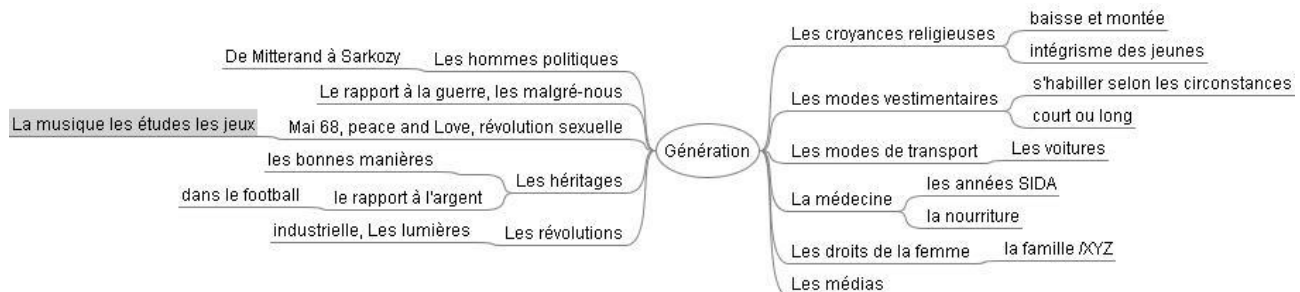 Génération
Les hommes politiques
De Mitterand à Sarkozy
Le rapport à la guerre, les malgré-nous
Mai 68, peace and Love, révolution sexuelle
La musique les études les jeux
Les héritages
les bonnes manières
le rapport à l'argent
dans le football
Les révolutions
industrielle, Les lumières
Les croyances religieuses
baisse et montée
intégrisme des jeunes
Les modes vestimentaires
s'habiller selon les circonstances
court ou long
Les modes de transport
Les voitures
La médecine
les années SIDA
la nourriture
Les droits de la femme
la famille /XYZ
Les médias